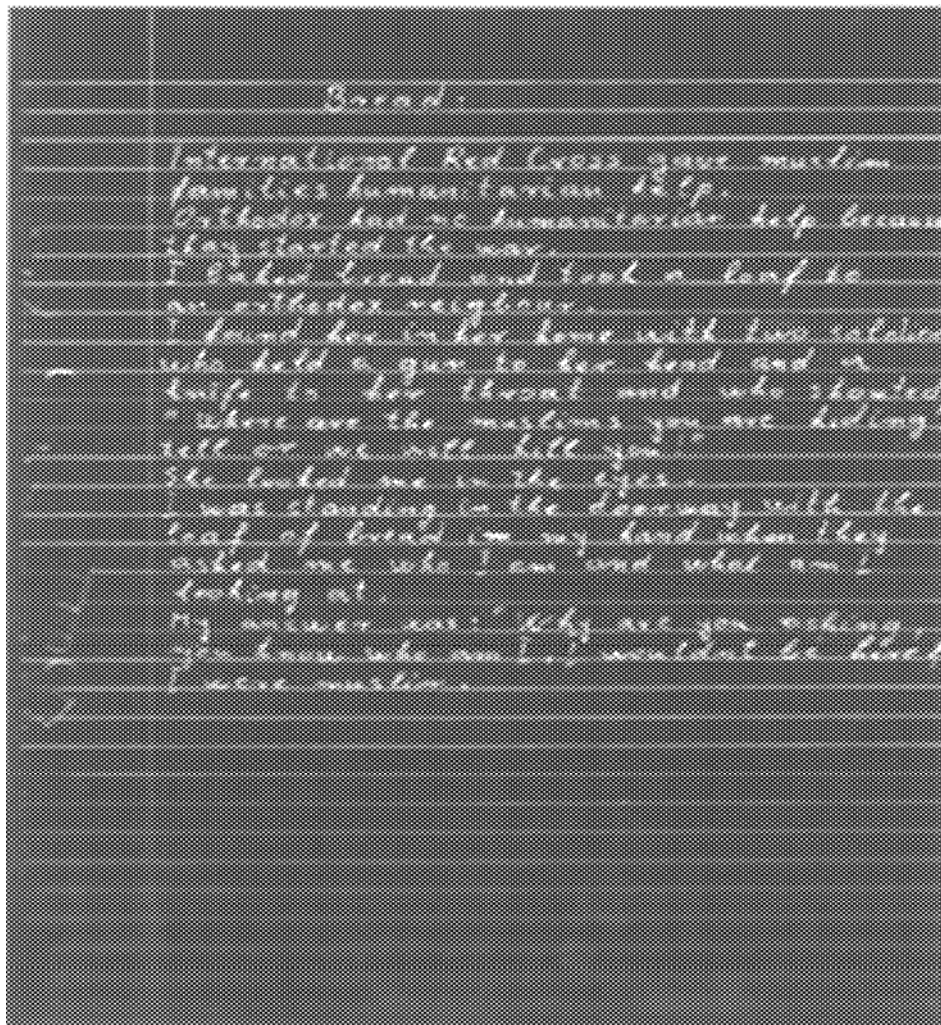 Bread.
International Red Cross gave muslim
families humanitarian help.
Orthodox had no humanitarian help because
they started the war.
I baked bread and took a loaf to
an orthodox neighbour.
I found her in her home with two
who held a gun to her head and a
knife to her throat and who shouted
"Where are the muslims you are hiding
tell or we will kill you!"
She looked me in the eyes.
I was standing in the doorway with the
loaf of bread in my hand when they
asked me who I am and what am I
looking at.
My answer was: "Why are you asking,
you know who am I. I wouldnt be here
I were muslim.